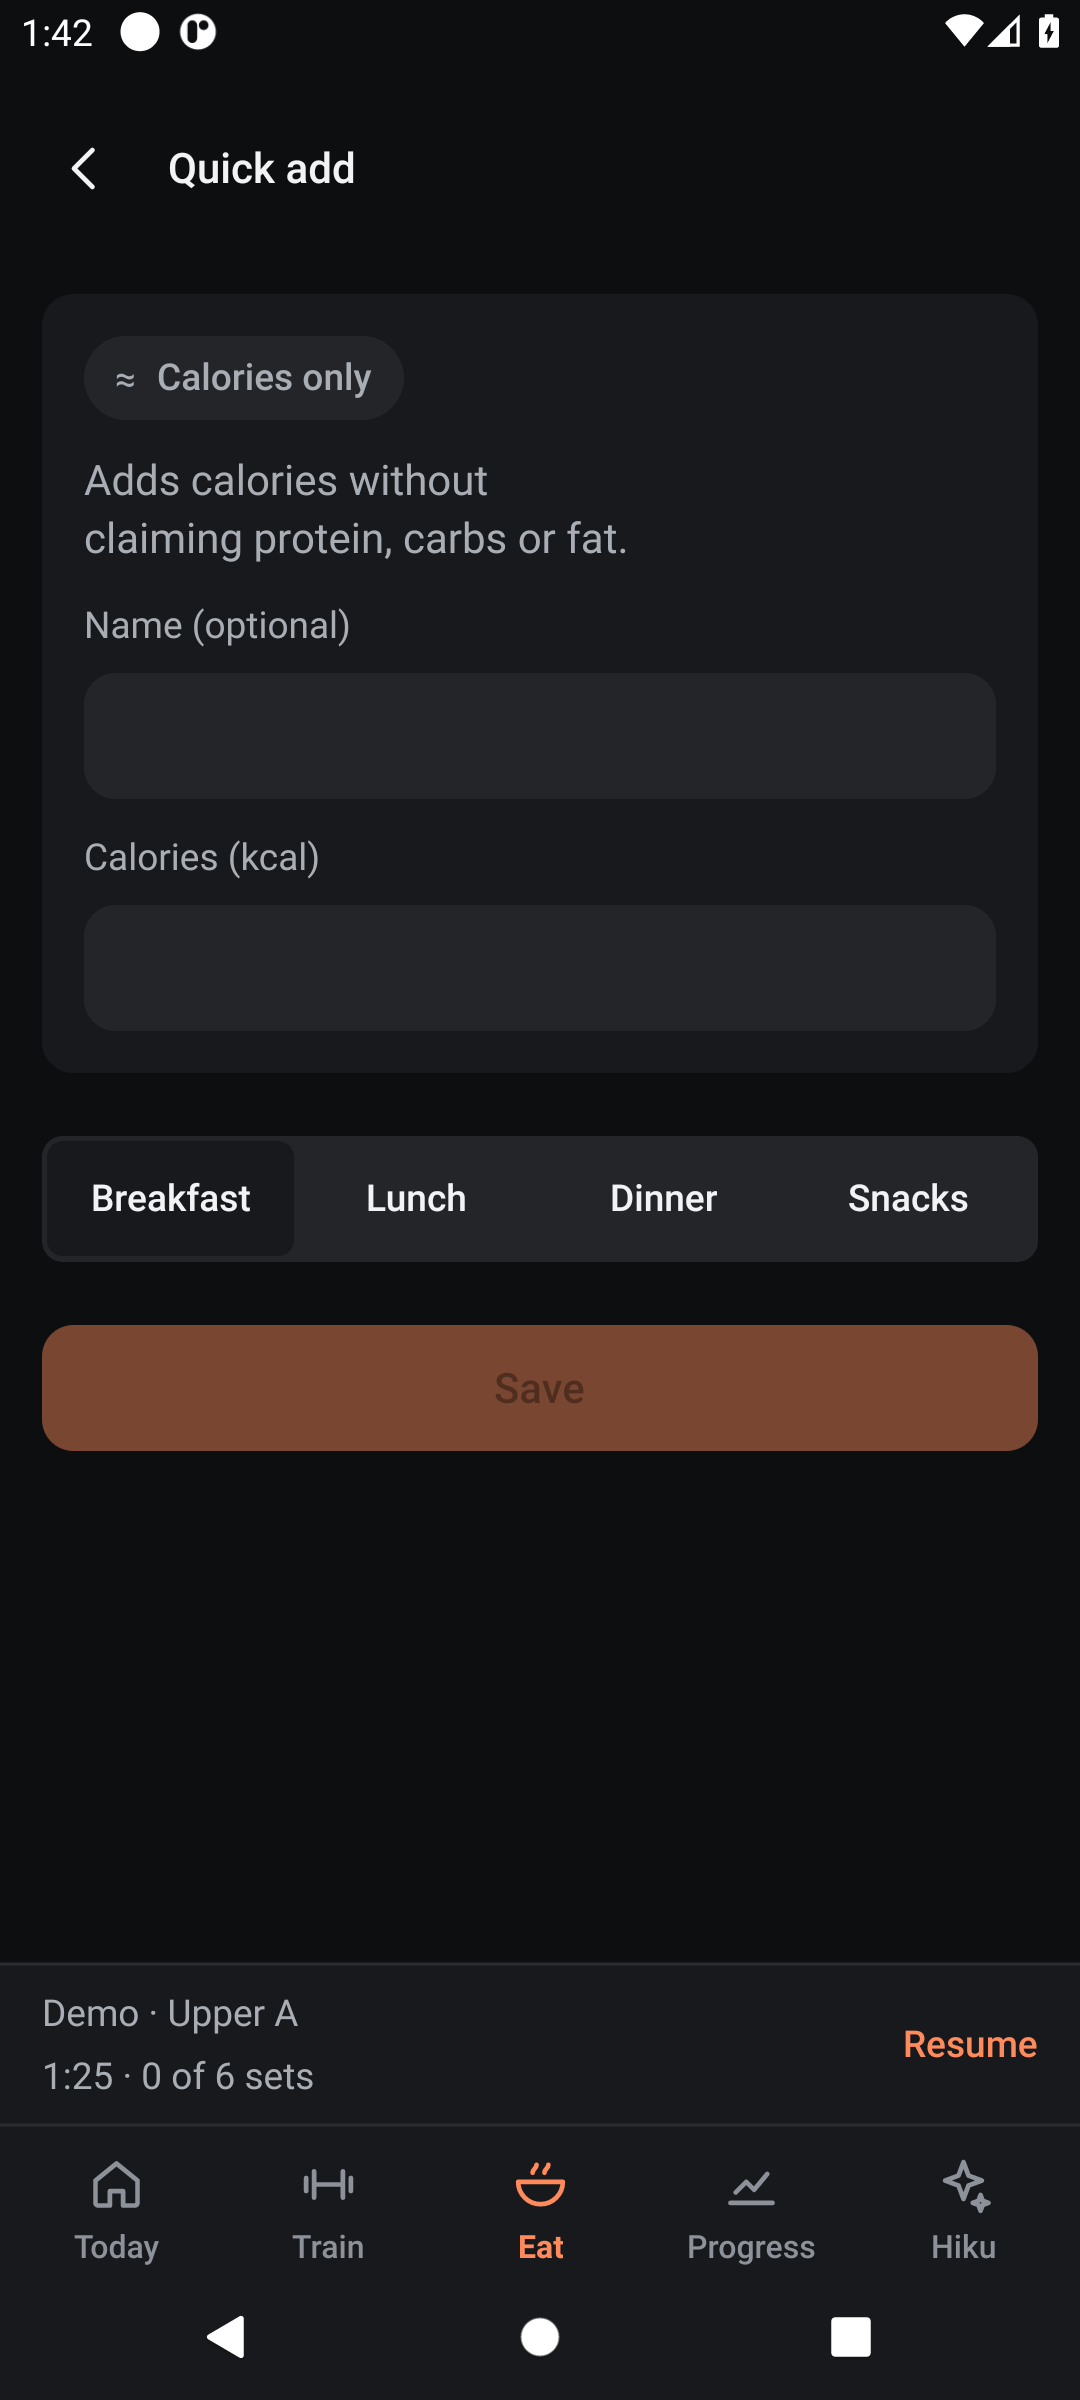 1:42
Quick add
≈ Calories only
Adds calories without
claiming protein, carbs or fat.
Name (optional)
Calories (kcal)
Breakfast Lunch Dinner Snacks
Save
Demo · Upper A
1:25 · 0 of 6 sets
Resume
Today Train Eat Progress Hiku